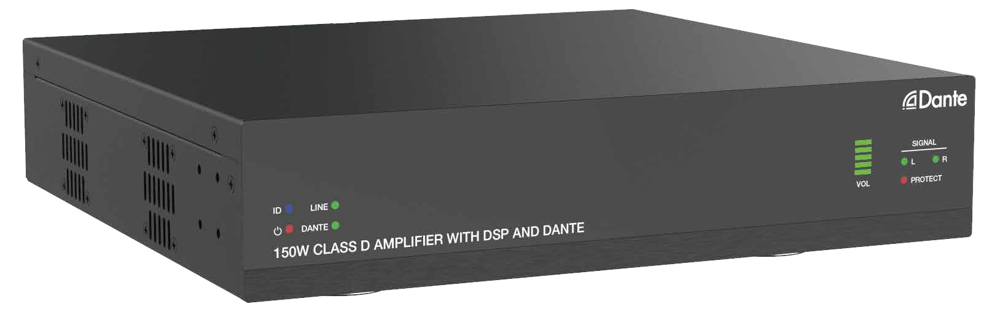 Dante
SIGNAL
L R
VOL
PROTECT
ID LINE
DANTE
150W CLASS D AMPLIFIER WITH DSP AND DANTE